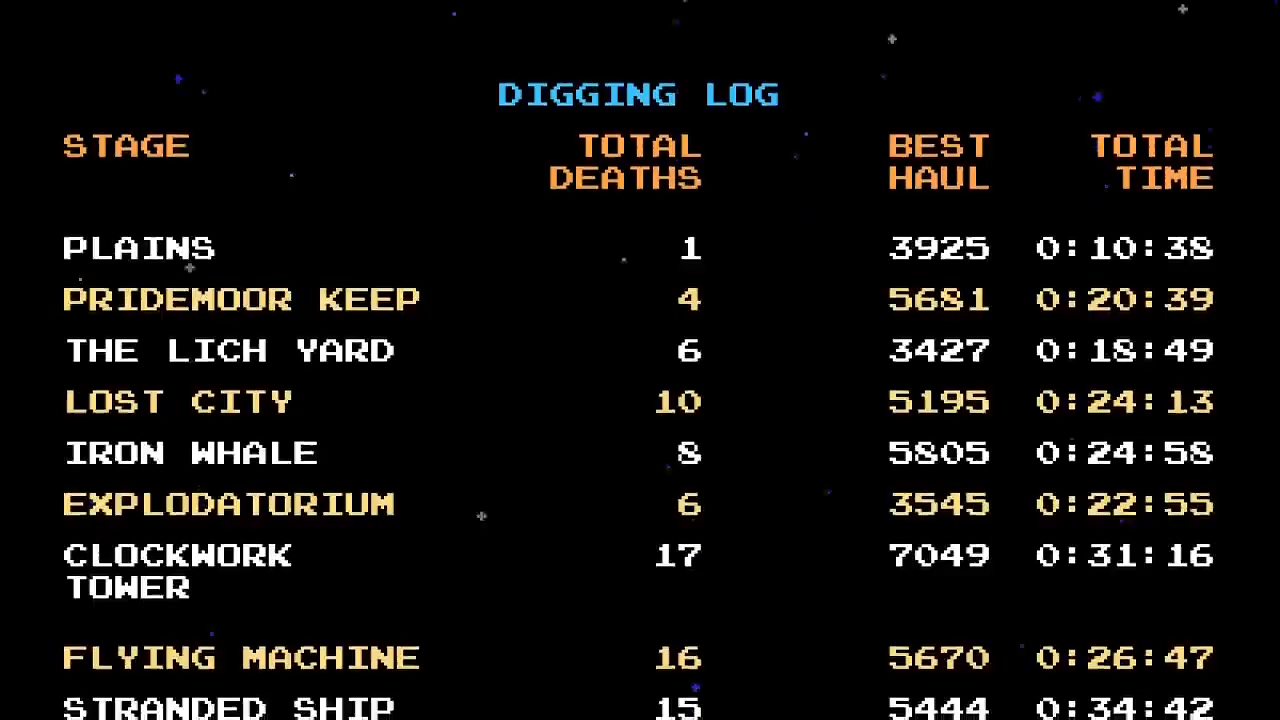 DIGGING LOG
STAGE TOTAL DEATHS BEST HAUL TOTAL TIME
PLAINS 1 3925 0:10:38
PRIDEMOOR KEEP 4 5681 0:20:39
THE LICH YARD 6 3427 0:18:49
LOST CITY 10 5195 0:24:13
IRON WHALE 8 5805 0:24:58
EXPLODATORIUM 6 3545 0:22:55
CLOCKWORK 17 7049 0:31:16
TOWER
FLYING MACHINE 16 5670 0:26:47
STRANDED SHIP 15 5444 0:34:42